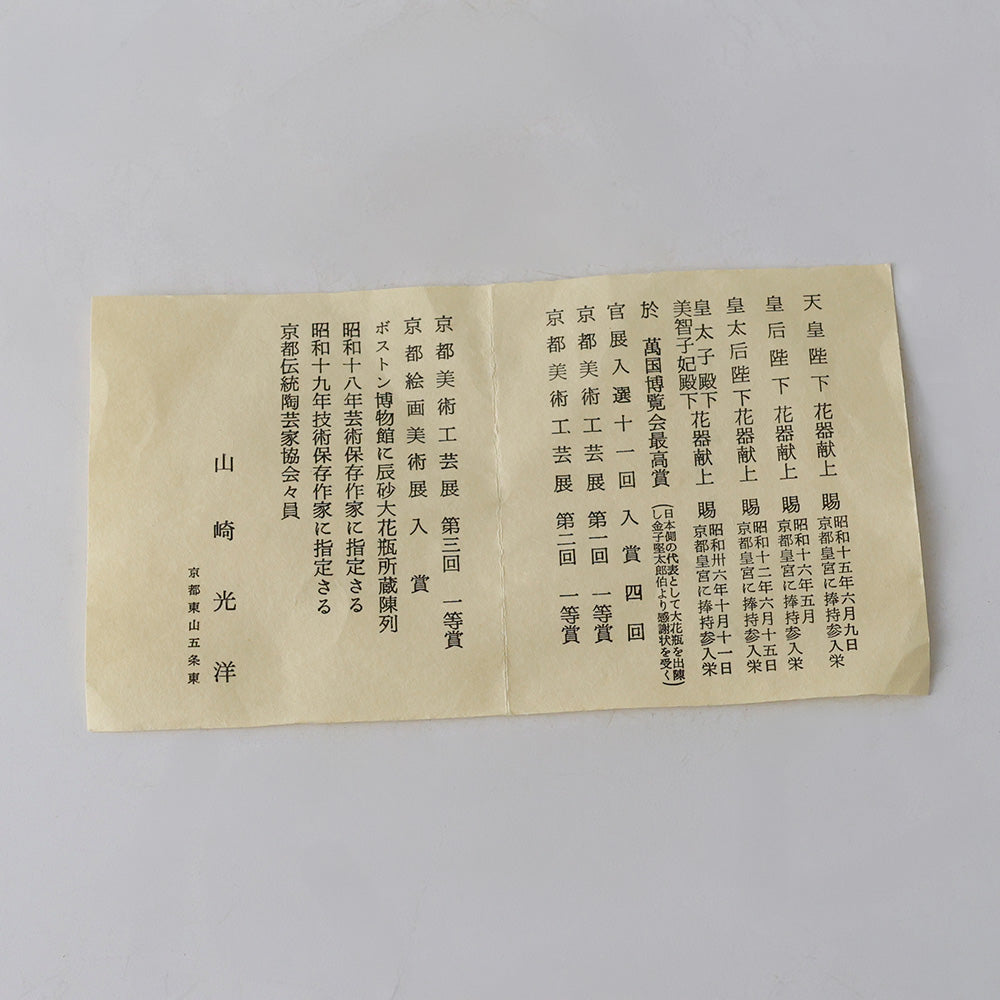 天皇陛下 花器献上 賜 昭和十五年六月九日
京都皇宮に捧持参入栄
皇后陛下 花器献上 賜 昭和十六年五月
京都皇宮に捧持参入栄
皇太后陛下花器献上 賜 昭和十二年六月十五日
京都皇宮に捧持参入栄
皇太子殿下
美智子妃殿下 花器献上 賜 昭和卅六年十月十一日
京都皇宮に捧持参入栄
於 萬国博覧会最高賞 (日本側の代表として大花瓶を出陳
し金子堅太郎伯より感謝状を受く)
官展入選十一回 入賞四回
京都美術工芸展 第一回 一等賞
京都美術工芸展 第二回 一等賞
京都美術工芸展 第三回 一等賞
京都絵画美術展 入賞
ボストン博物館に辰砂大花瓶所蔵陳列
昭和十八年芸術保存作家に指定さる
昭和十九年技術保存作家に指定さる
京都伝統陶芸家協会々員
山崎光洋
京都東山五条東